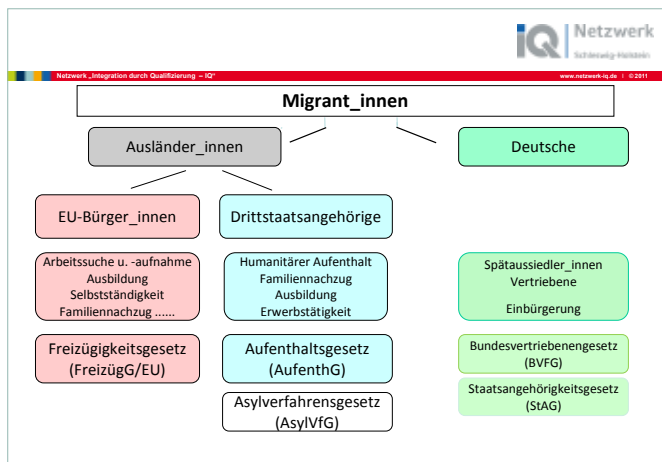 iQ Netzwerk
Schleswig-Holstein
Netzwerk „Integration durch Qualifizierung – IQ“
www.netzwerk-iq.de I © 2011
Migrant_innen
Ausländer_innen
Deutsche
EU-Bürger_innen
Drittstaatsangehörige
Arbeitssuche u. -aufnahme
Ausbildung
Selbstständigkeit
Familiennachzug ......
Humanitärer Aufenthalt
Familiennachzug
Ausbildung
Erwerbstätigkeit
Spätaussiedler_innen
Vertriebene
Einbürgerung
Freizügigkeitsgesetz
(FreizügG/EU)
Aufenthaltsgesetz
(AufenthG)
Bundesvertriebenengesetz
(BVFG)
Asylverfahrensgesetz
(AsylVfG)
Staatsangehörigkeitsgesetz
(StAG)